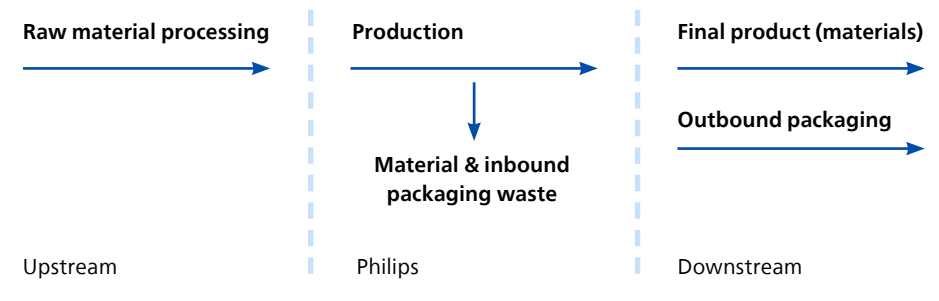 Raw material processing
Production
Final product (materials)
Outbound packaging
Material & inbound
packaging waste
Upstream
Philips
Downstream